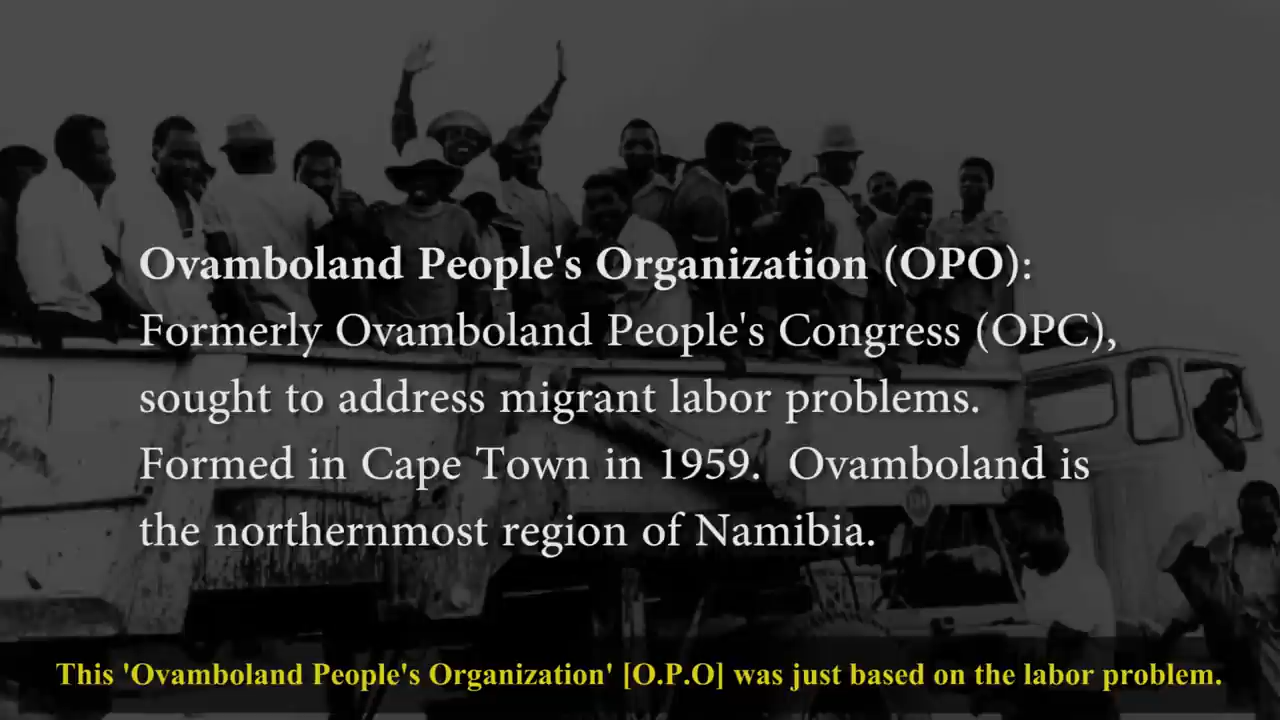 Ovamboland People's Organization (OPO):
Formerly Ovamboland People's Congress (OPC),
sought to address migrant labor problems.
Formed in Cape Town in 1959.  Ovamboland is
the northernmost region of Namibia.
This 'Ovamboland People's Organization' [O.P.O] was just based on the labor problem.